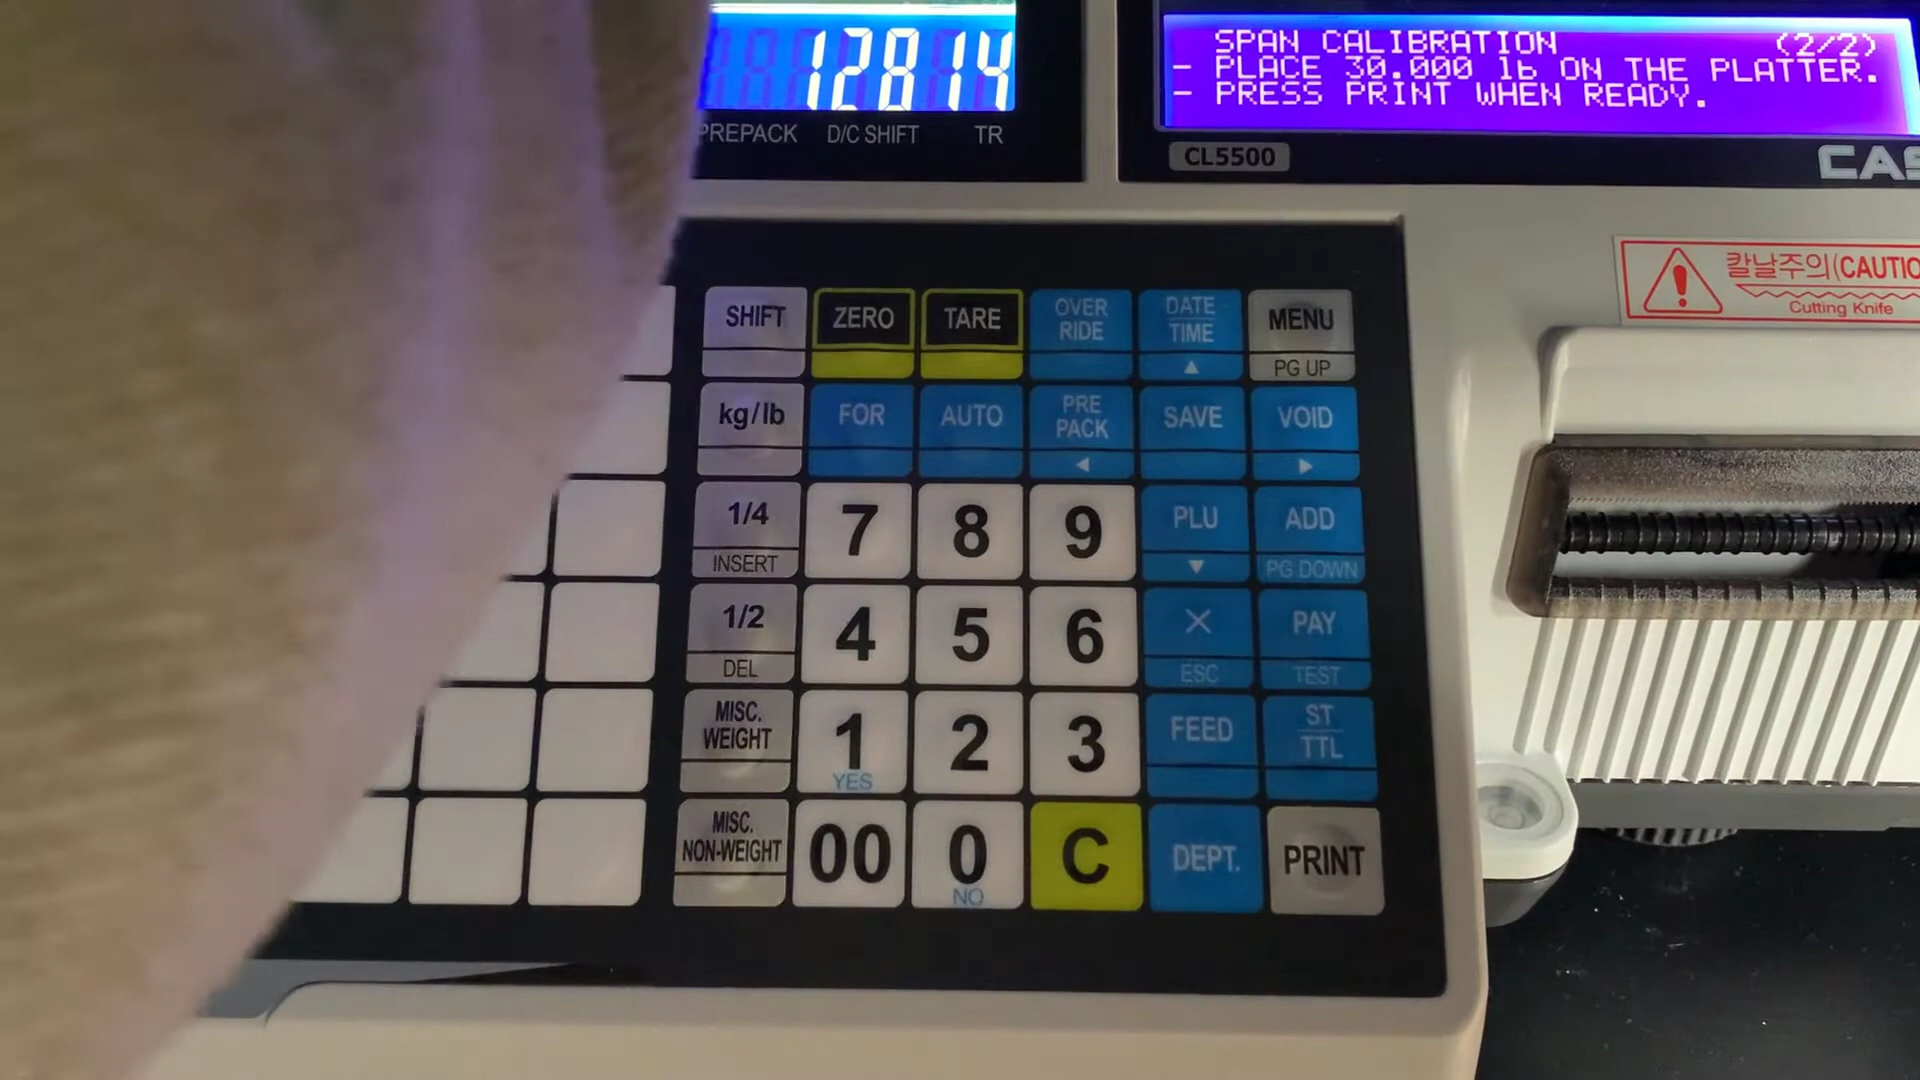 12814
PREPACK D/C SHIFT TR
SPAN CALIBRATION (2/2)
- PLACE 30.000 lb ON THE PLATTER.
- PRESS PRINT WHEN READY.
CL5500
칼날주의(CAUTIO
Cutting Knife
SHIFT ZERO TARE OVER RIDE DATE TIME ▲ MENU PG UP
kg/lb FOR AUTO PRE PACK ◀ SAVE VOID ▶
1/4 INSERT 7 8 9 PLU ▼ ADD PG DOWN
1/2 DEL 4 5 6 × ESC PAY TEST
MISC. WEIGHT 1 YES 2 3 FEED ST TTL
MISC. NON-WEIGHT 00 0 NO C DEPT. PRINT